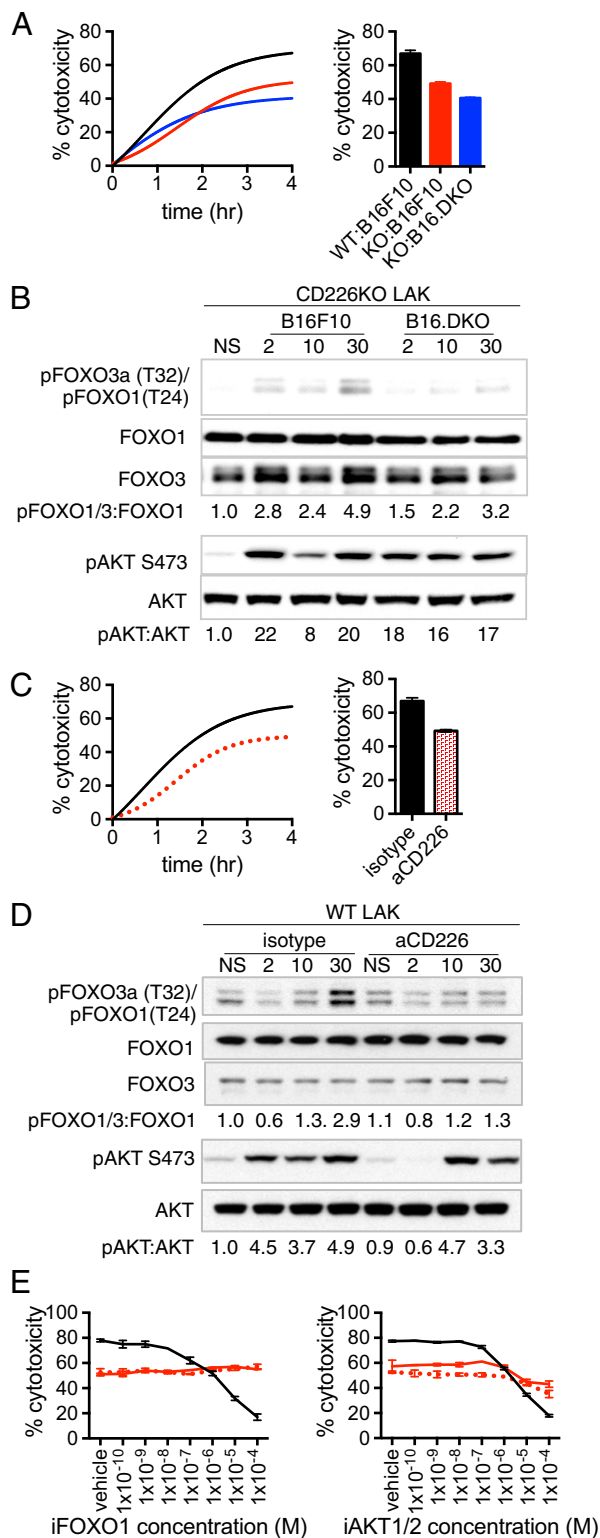 A
% cytotoxicity
80
60
40
20
0
0 1 2 3 4
time (hr)
% cytotoxicity
80
60
40
20
0
WT:B16F10
KO:B16F10
KO:B16.DKO
B
CD226KO LAK
B16F10 B16.DKO
NS 2 10 30 2 10 30
pFOXO3a (T32)/
pFOXO1(T24)
FOXO1
FOXO3
pFOXO1/3:FOXO1 1.0 2.8 2.4 4.9 1.5 2.2 3.2
pAKT S473
AKT
pAKT:AKT 1.0 22 8 20 18 16 17
C
% cytotoxicity
80
60
40
20
0
0 1 2 3 4
time (hr)
% cytotoxicity
80
60
40
20
0
isotype
aCD226
D
WT LAK
isotype aCD226
NS 2 10 30 NS 2 10 30
pFOXO3a (T32)/
pFOXO1(T24)
FOXO1
FOXO3
pFOXO1/3:FOXO1 1.0 0.6 1.3. 2.9 1.1 0.8 1.2 1.3
pAKT S473
AKT
pAKT:AKT 1.0 4.5 3.7 4.9 0.9 0.6 4.7 3.3
E
% cytotoxicity
100
80
60
40
20
0
vehicle
1x10⁻¹⁰
1x10⁻⁹
1x10⁻⁸
1x10⁻⁷
1x10⁻⁶
1x10⁻⁵
1x10⁻⁴
iFOXO1 concentration (M)
% cytotoxicity
100
80
60
40
20
0
vehicle
1x10⁻¹⁰
1x10⁻⁹
1x10⁻⁸
1x10⁻⁷
1x10⁻⁶
1x10⁻⁵
1x10⁻⁴
iAKT1/2 concentration (M)